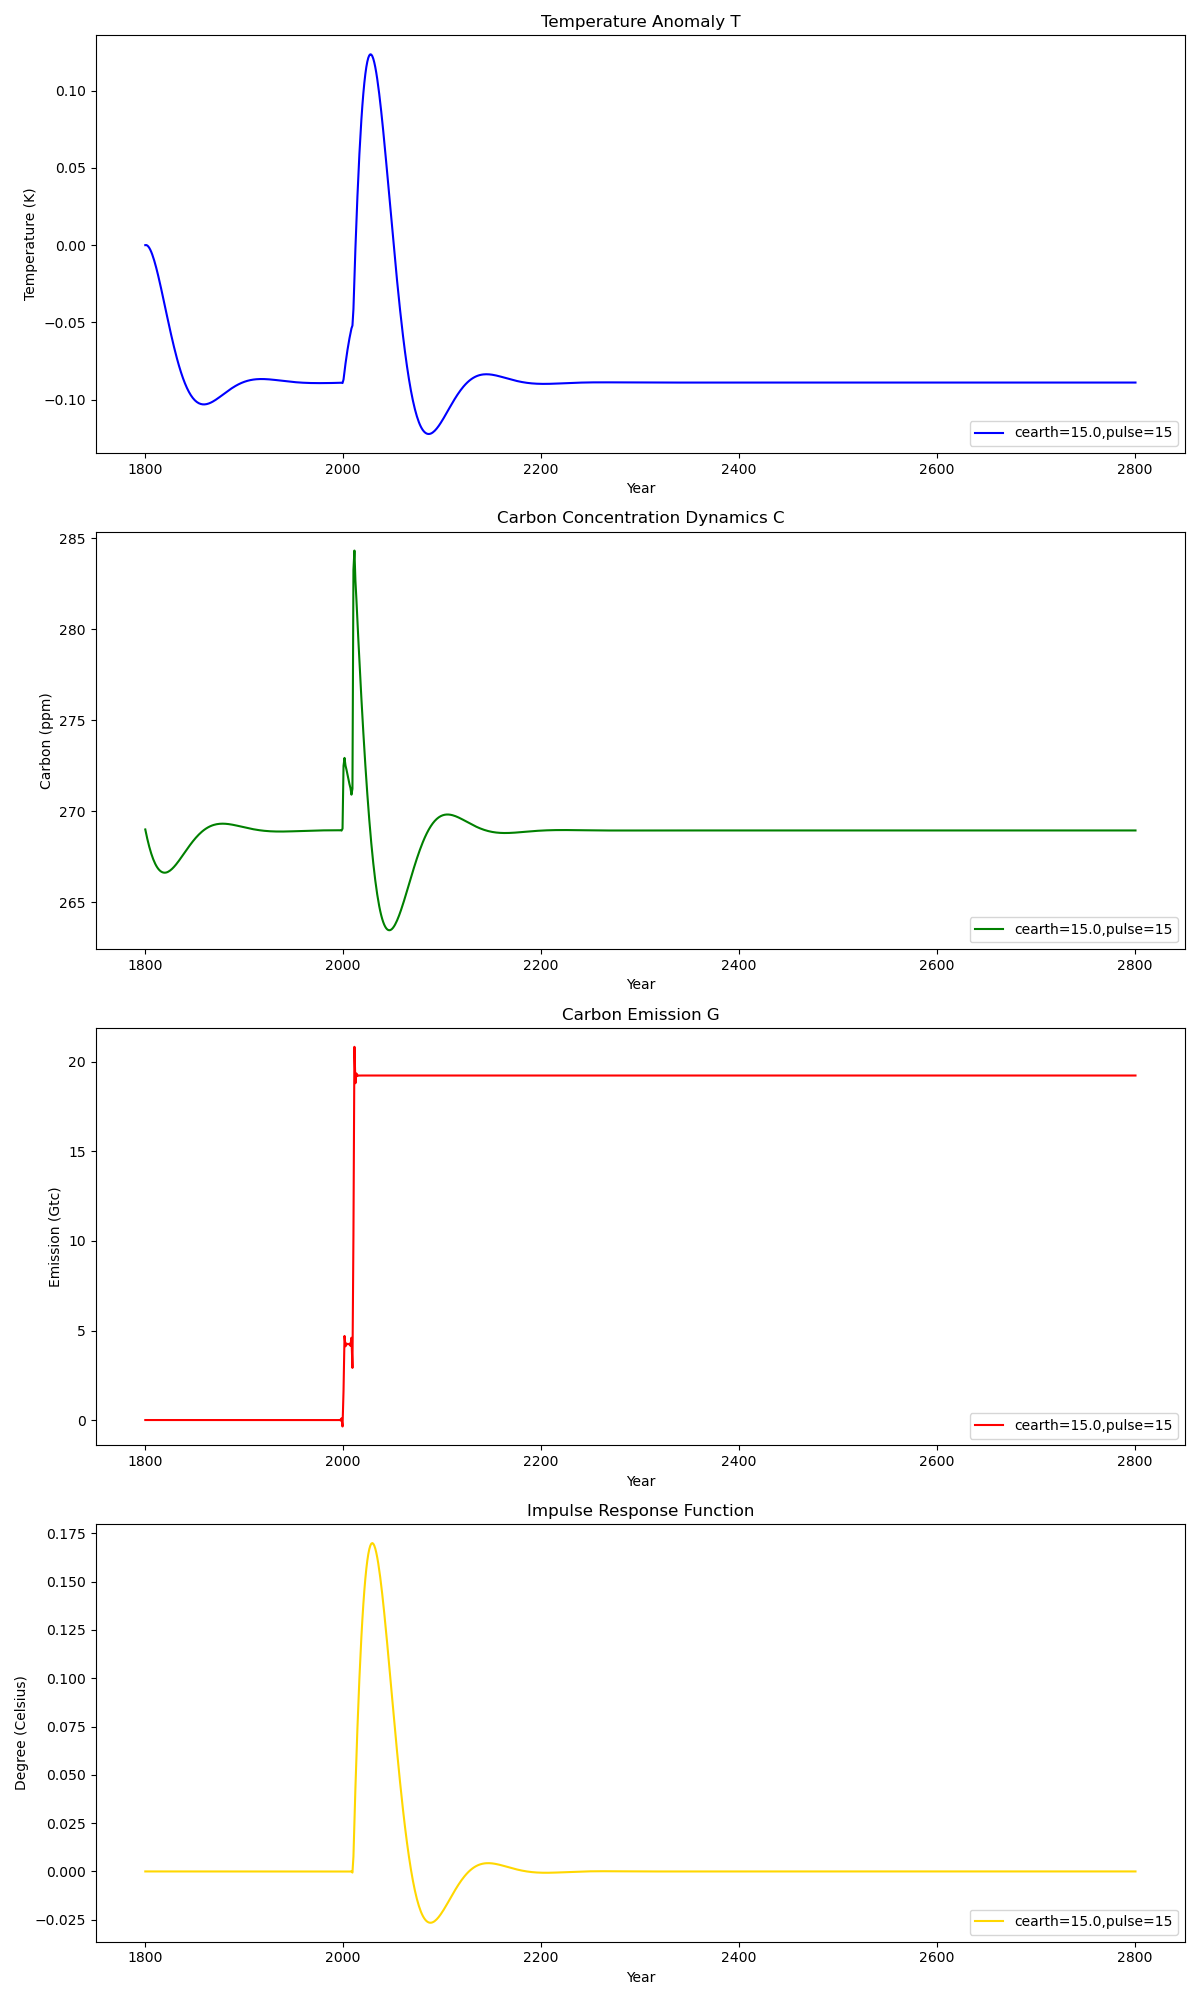 Temperature Anomaly T
Temperature (K)
0.10
0.05
0.00
−0.05
−0.10
cearth=15.0,pulse=15
1800 2000 2200 2400 2600 2800
Year
Carbon Concentration Dynamics C
Carbon (ppm)
285
280
275
270
265
cearth=15.0,pulse=15
1800 2000 2200 2400 2600 2800
Year
Carbon Emission G
Emission (Gtc)
20
15
10
5
0
cearth=15.0,pulse=15
1800 2000 2200 2400 2600 2800
Year
Impulse Response Function
Degree (Celsius)
0.175
0.150
0.125
0.100
0.075
0.050
0.025
0.000
−0.025
cearth=15.0,pulse=15
1800 2000 2200 2400 2600 2800
Year